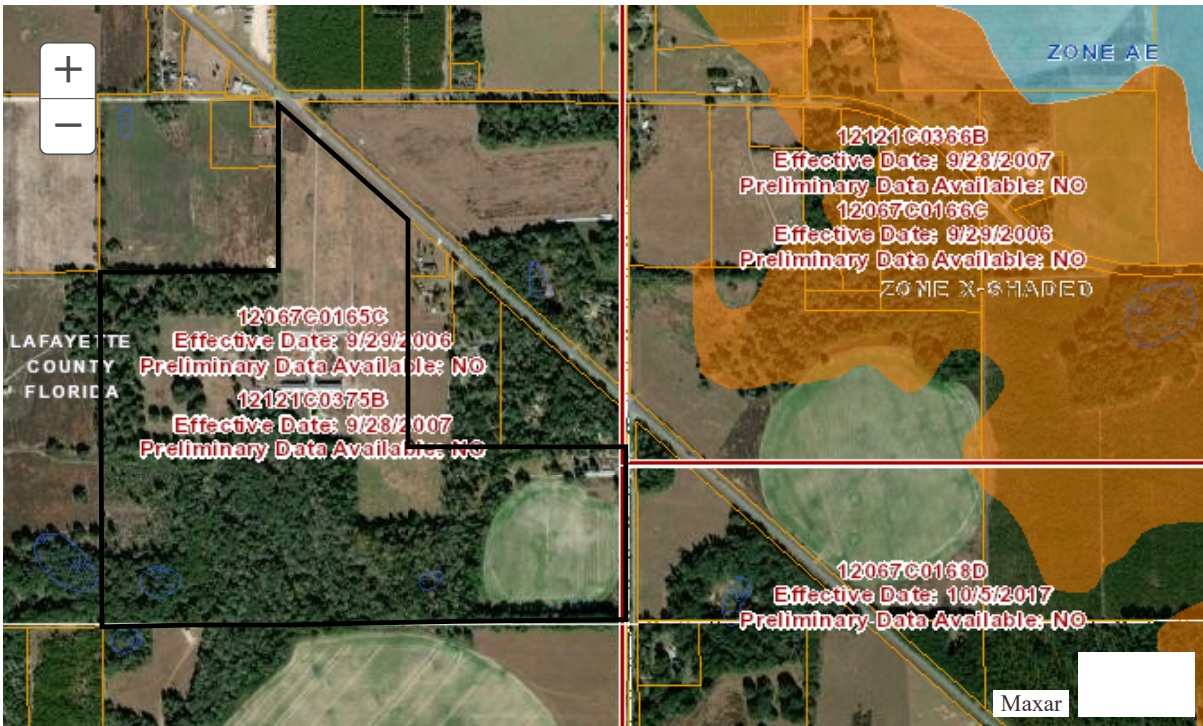 +
−
ZONE AE
12121C0366B
Effective Date: 9/28/2007
Preliminary Data Available: NO
12067C0166C
Effective Date: 9/29/2006
Preliminary Data Available: NO
ZONE X-SHADED
12067C0165C
Effective Date: 9/29/2006
Preliminary Data Available: NO
12121C0375B
Effective Date: 9/28/2007
Preliminary Data Available: NO
LAFAYETTE
COUNTY
FLORIDA
12067C0168D
Effective Date: 10/5/2017
Preliminary Data Available: NO
Maxar